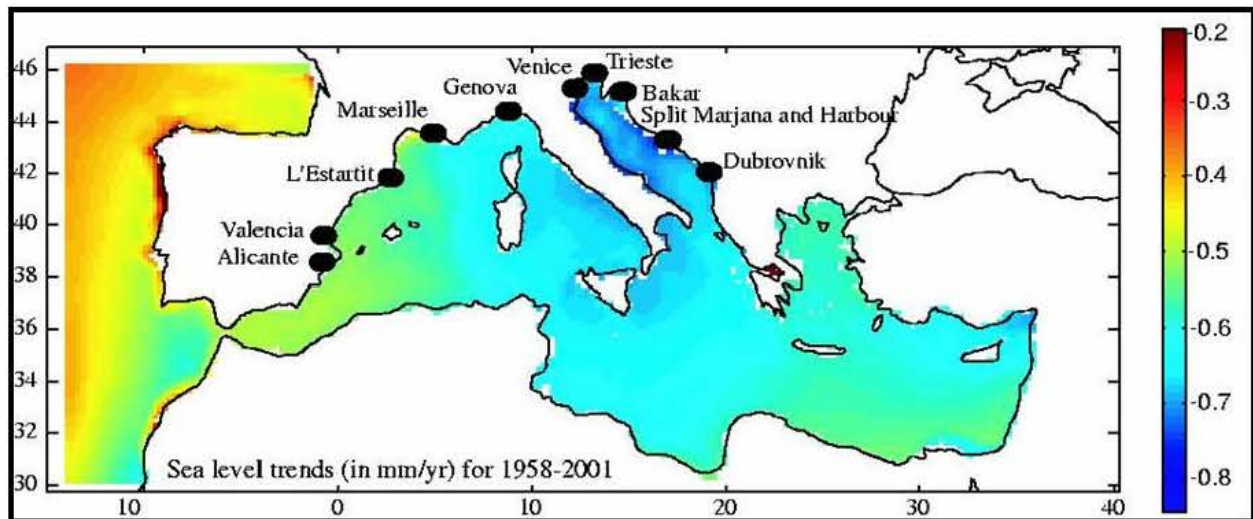 46
44
42
40
38
36
34
32
30
10
0
10
20
30
40
Venice
Trieste
Genova
Bakar
Marseille
Split Marjana and Harbour
L'Estartit
Dubrovnik
Valencia
Alicante
Sea level trends (in mm/yr) for 1958-2001
-0.2
-0.3
-0.4
-0.5
-0.6
-0.7
-0.8